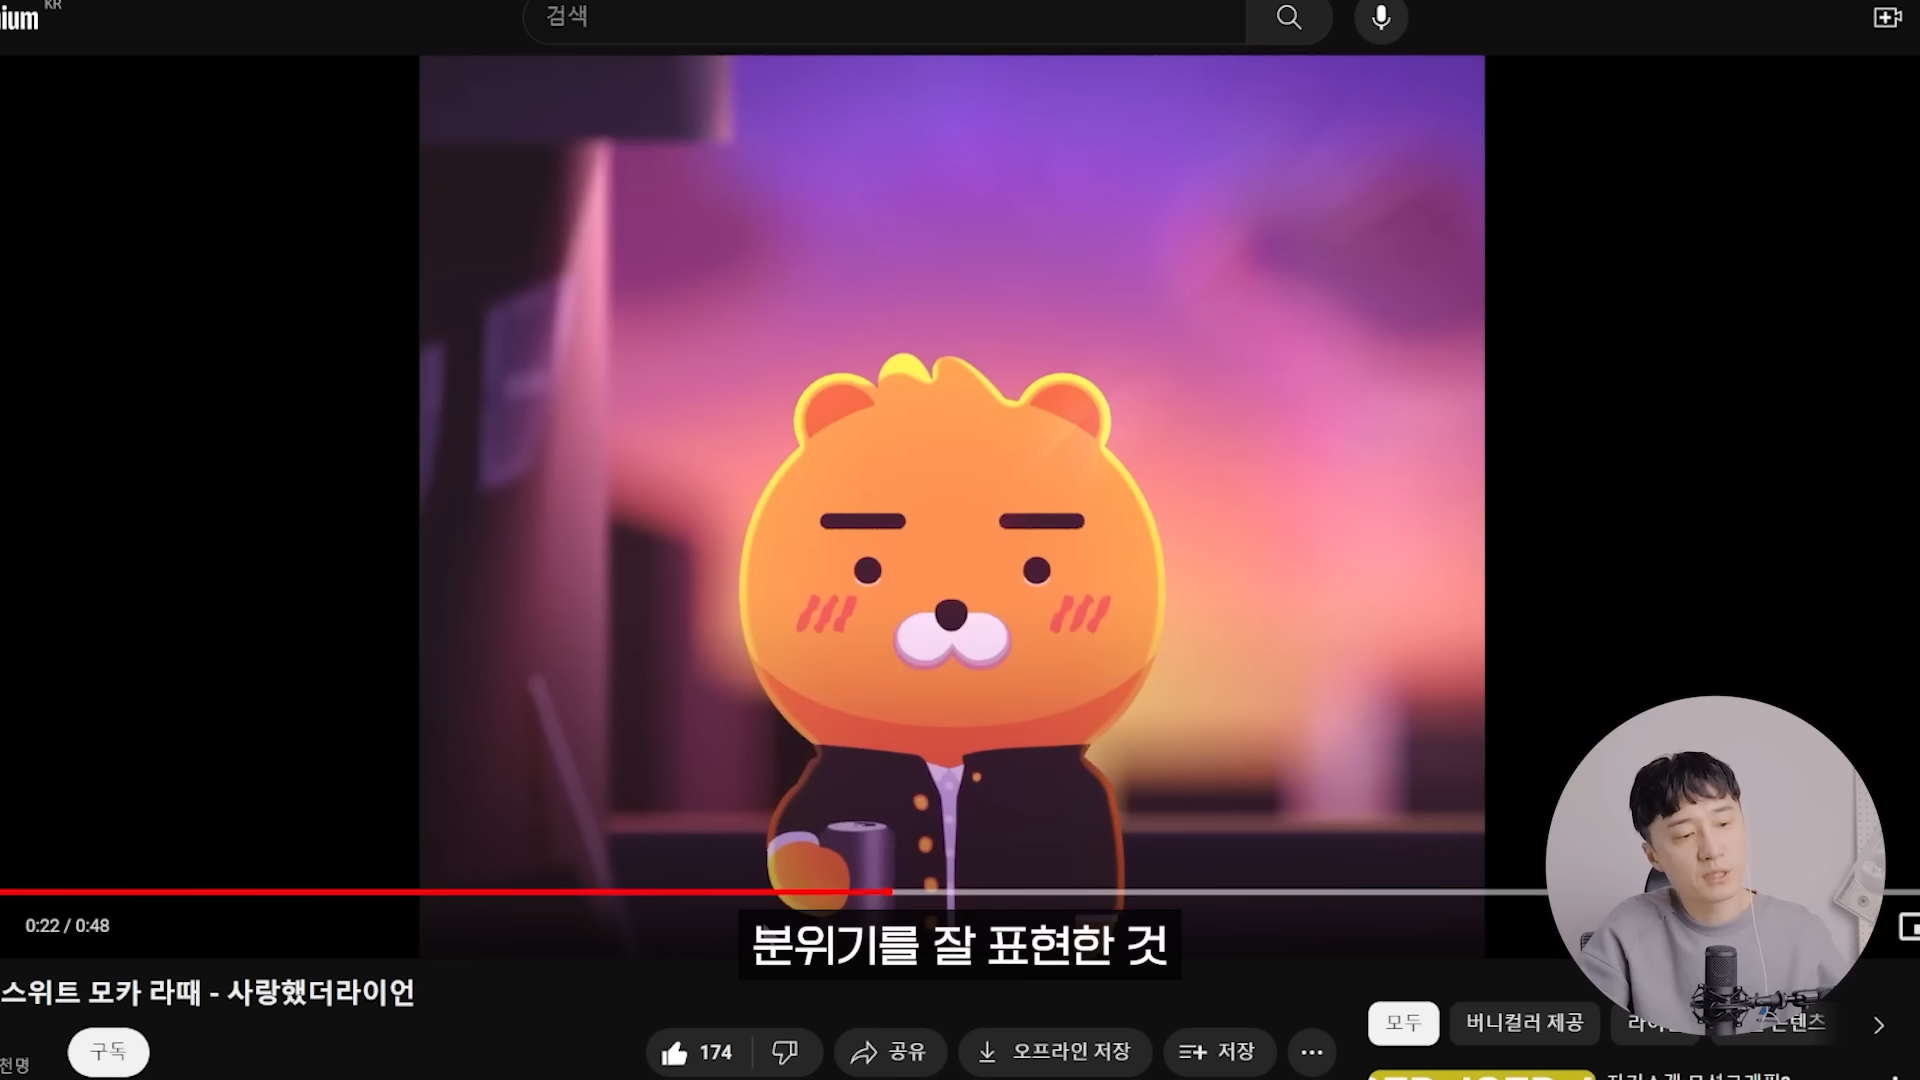 ium KR
검색
0:22 / 0:48
분위기를 잘 표현한 것
스위트 모카 라때 - 사랑했더라이언
천명
구독
174
공유
오프라인 저장
저장
모두
버니컬러 제공